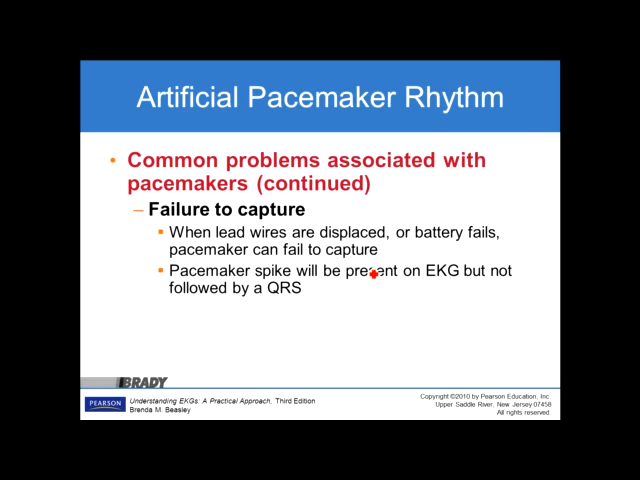 Artificial Pacemaker Rhythm
• Common problems associated with
pacemakers (continued)
– Failure to capture
▪ When lead wires are displaced, or battery fails,
pacemaker can fail to capture
▪ Pacemaker spike will be present on EKG but not
followed by a QRS
BRADY
PEARSON
Understanding EKGs: A Practical Approach, Third Edition
Brenda M. Beasley
Copyright ©2010 by Pearson Education, Inc.
Upper Saddle River, New Jersey 07458
All rights reserved.